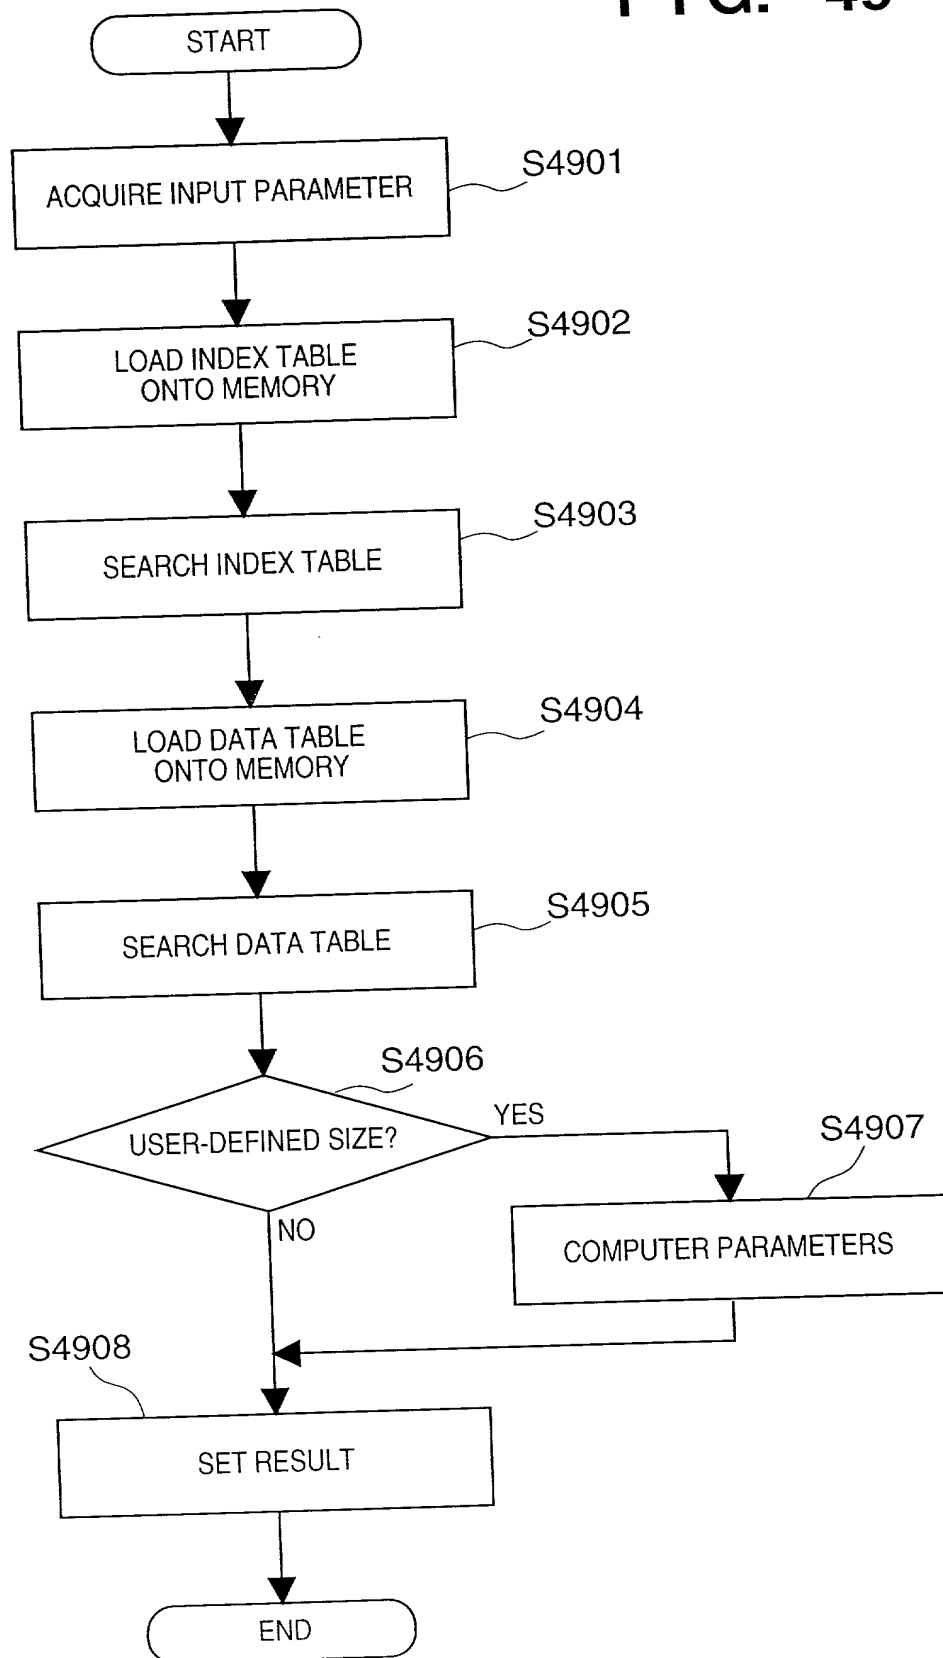 FIG. 49
START
ACQUIRE INPUT PARAMETER
S4901
LOAD INDEX TABLE
ONTO MEMORY
S4902
SEARCH INDEX TABLE
S4903
LOAD DATA TABLE
ONTO MEMORY
S4904
SEARCH DATA TABLE
S4905
S4906
USER-DEFINED SIZE?
YES
S4907
NO
COMPUTER PARAMETERS
S4908
SET RESULT
END